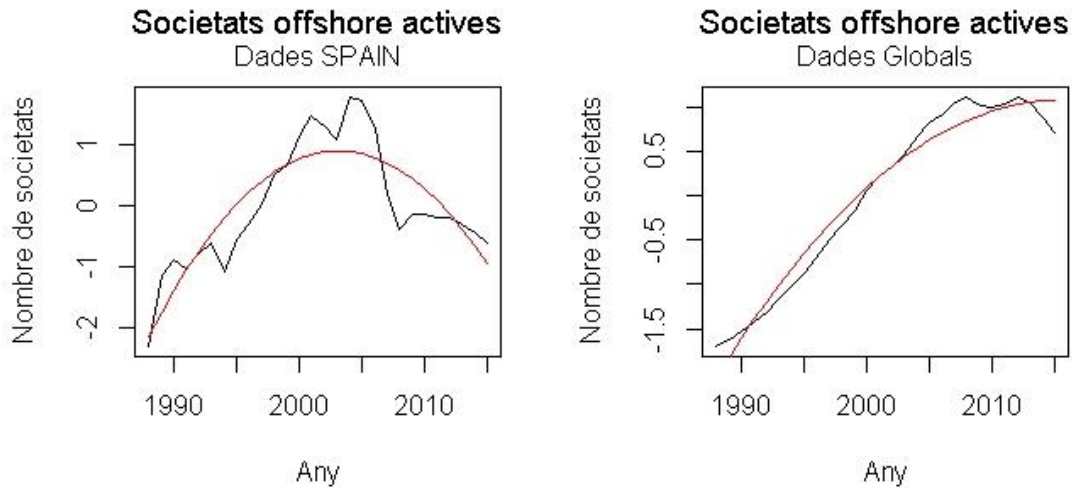 Societats offshore actives
Dades SPAIN
Nombre de societats
1
0
-1
-2
1990 2000 2010
Any
Societats offshore actives
Dades Globals
Nombre de societats
0.5
-0.5
-1.5
1990 2000 2010
Any